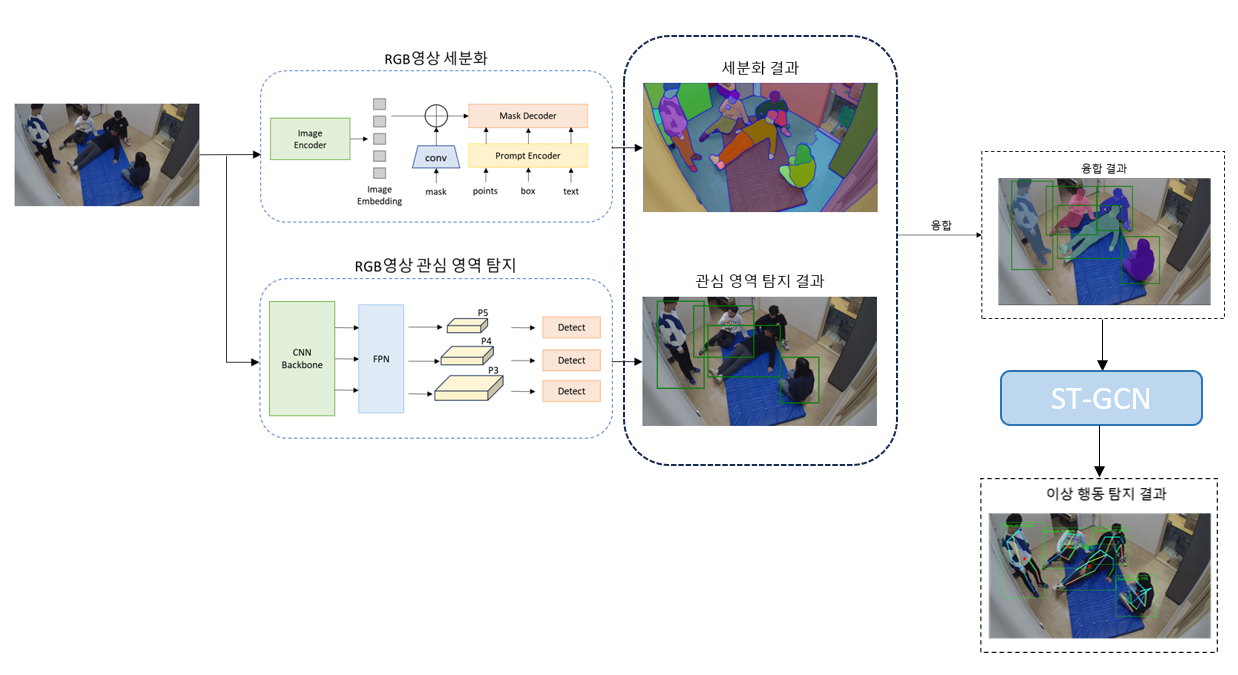 RGB영상 세분화
Image
Encoder
Image
Embedding
conv
mask
Mask Decoder
Prompt Encoder
points
box
text
세분화 결과
RGB영상 관심 영역 탐지
CNN
Backbone
FPN
P5
P4
P3
Detect
Detect
Detect
관심 영역 탐지 결과
융합
융합 결과
ST-GCN
이상 행동 탐지 결과